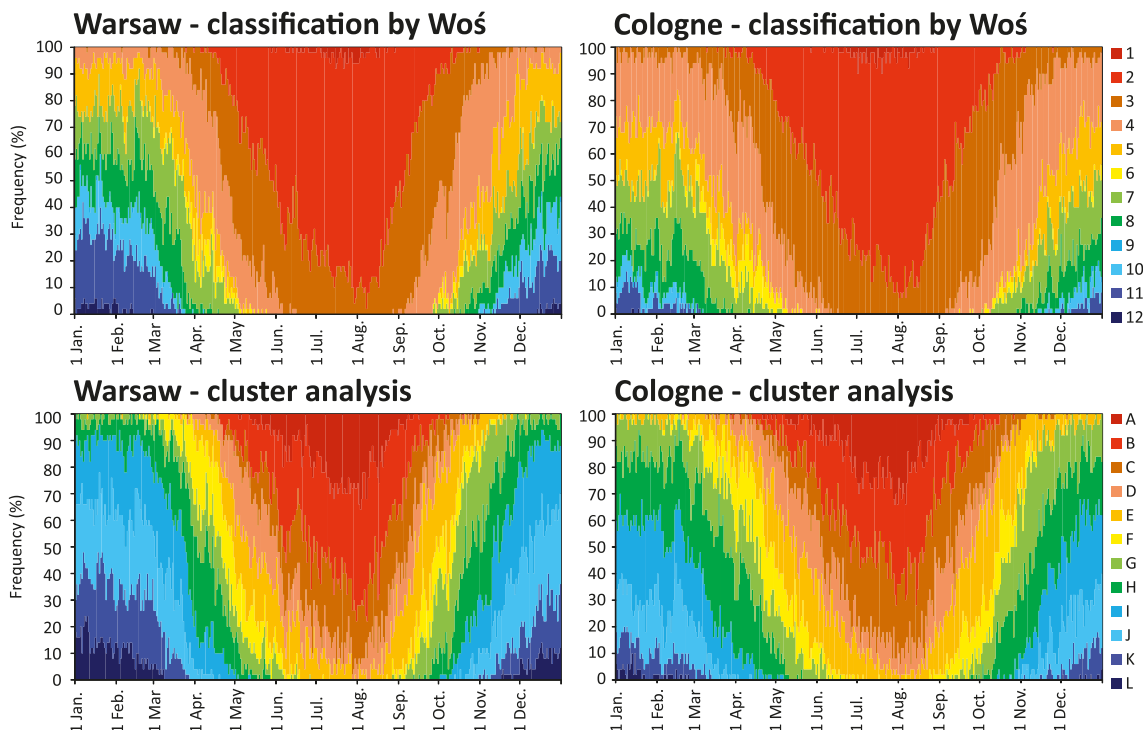 Warsaw - classification by Woś
Cologne - classification by Woś
Frequency (%)
100
90
80
70
60
50
40
30
20
10
0
1 Jan.
1 Feb.
1 Mar
1 Apr.
1 May
1 Jun.
1 Jul.
1 Aug.
1 Sep.
1 Oct.
1 Nov.
1 Dec.
100
90
80
70
60
50
40
30
20
10
0
1 Jan.
1 Feb.
1 Mar
1 Apr.
1 May
1 Jun.
1 Jul.
1 Aug.
1 Sep.
1 Oct.
1 Nov.
1 Dec.
1
2
3
4
5
6
7
8
9
10
11
12
Warsaw - cluster analysis
Cologne - cluster analysis
Frequency (%)
100
90
80
70
60
50
40
30
20
10
0
1 Jan.
1 Feb.
1 Mar
1 Apr.
1 May
1 Jun.
1 Jul.
1 Aug.
1 Sep.
1 Oct.
1 Nov.
1 Dec.
100
90
80
70
60
50
40
30
20
10
0
1 Jan.
1 Feb.
1 Mar
1 Apr.
1 May
1 Jun.
1 Jul.
1 Aug.
1 Sep.
1 Oct.
1 Nov.
1 Dec.
A
B
C
D
E
F
G
H
I
J
K
L